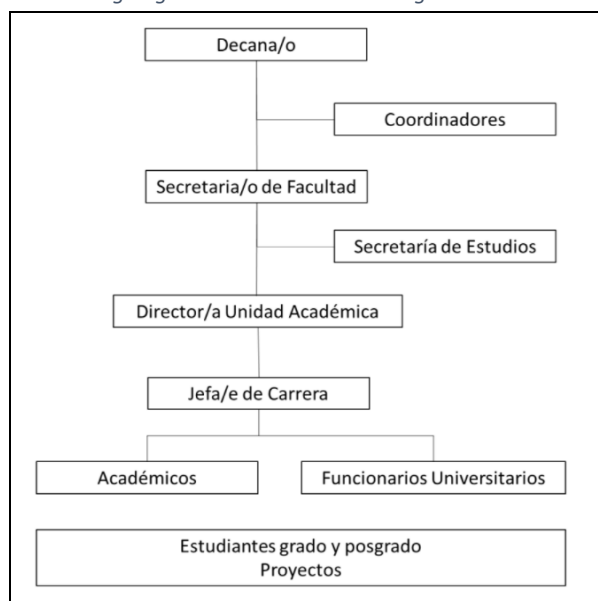 Decana/o
Coordinadores
Secretaria/o de Facultad
Secretaría de Estudios
Director/a Unidad Académica
Jefa/e de Carrera
Académicos
Funcionarios Universitarios
Estudiantes grado y posgrado
Proyectos